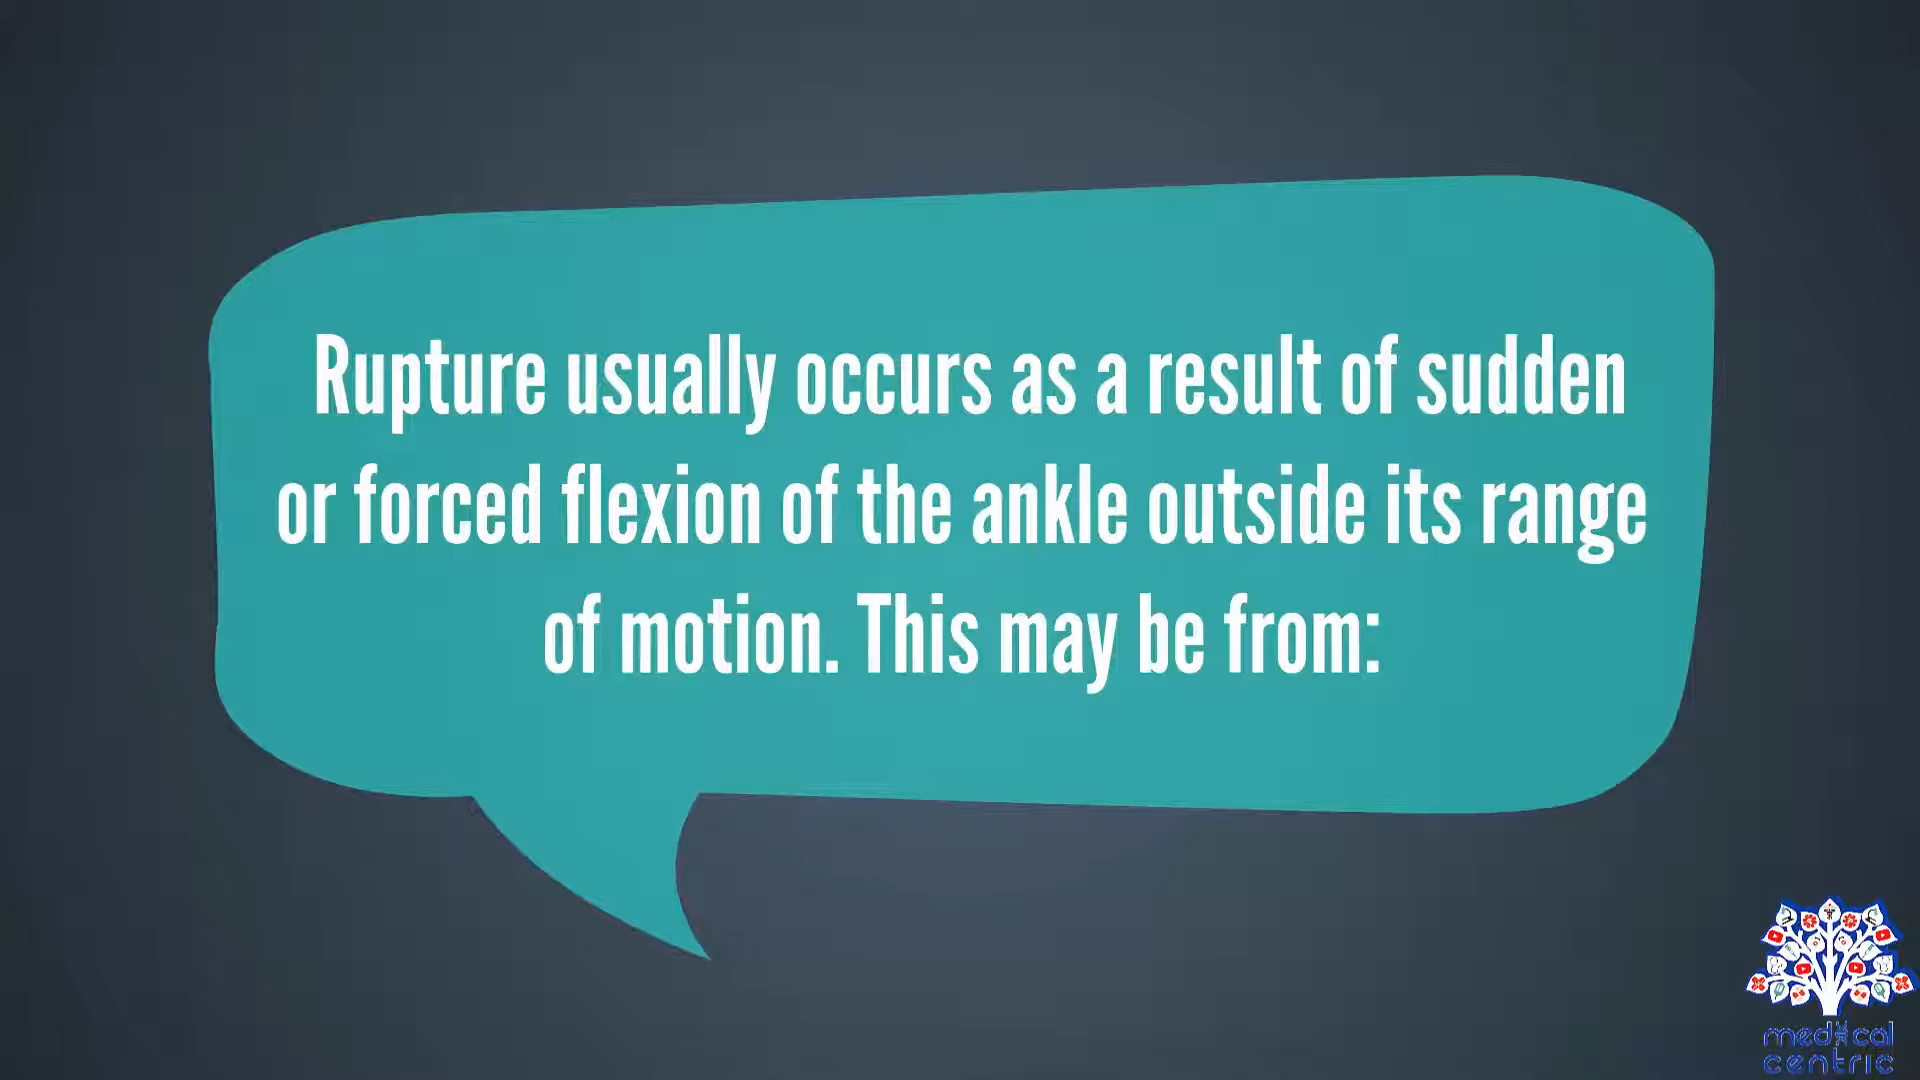 Rupture usually occurs as a result of sudden
or forced flexion of the ankle outside its range
of motion. This may be from:
medical
centric